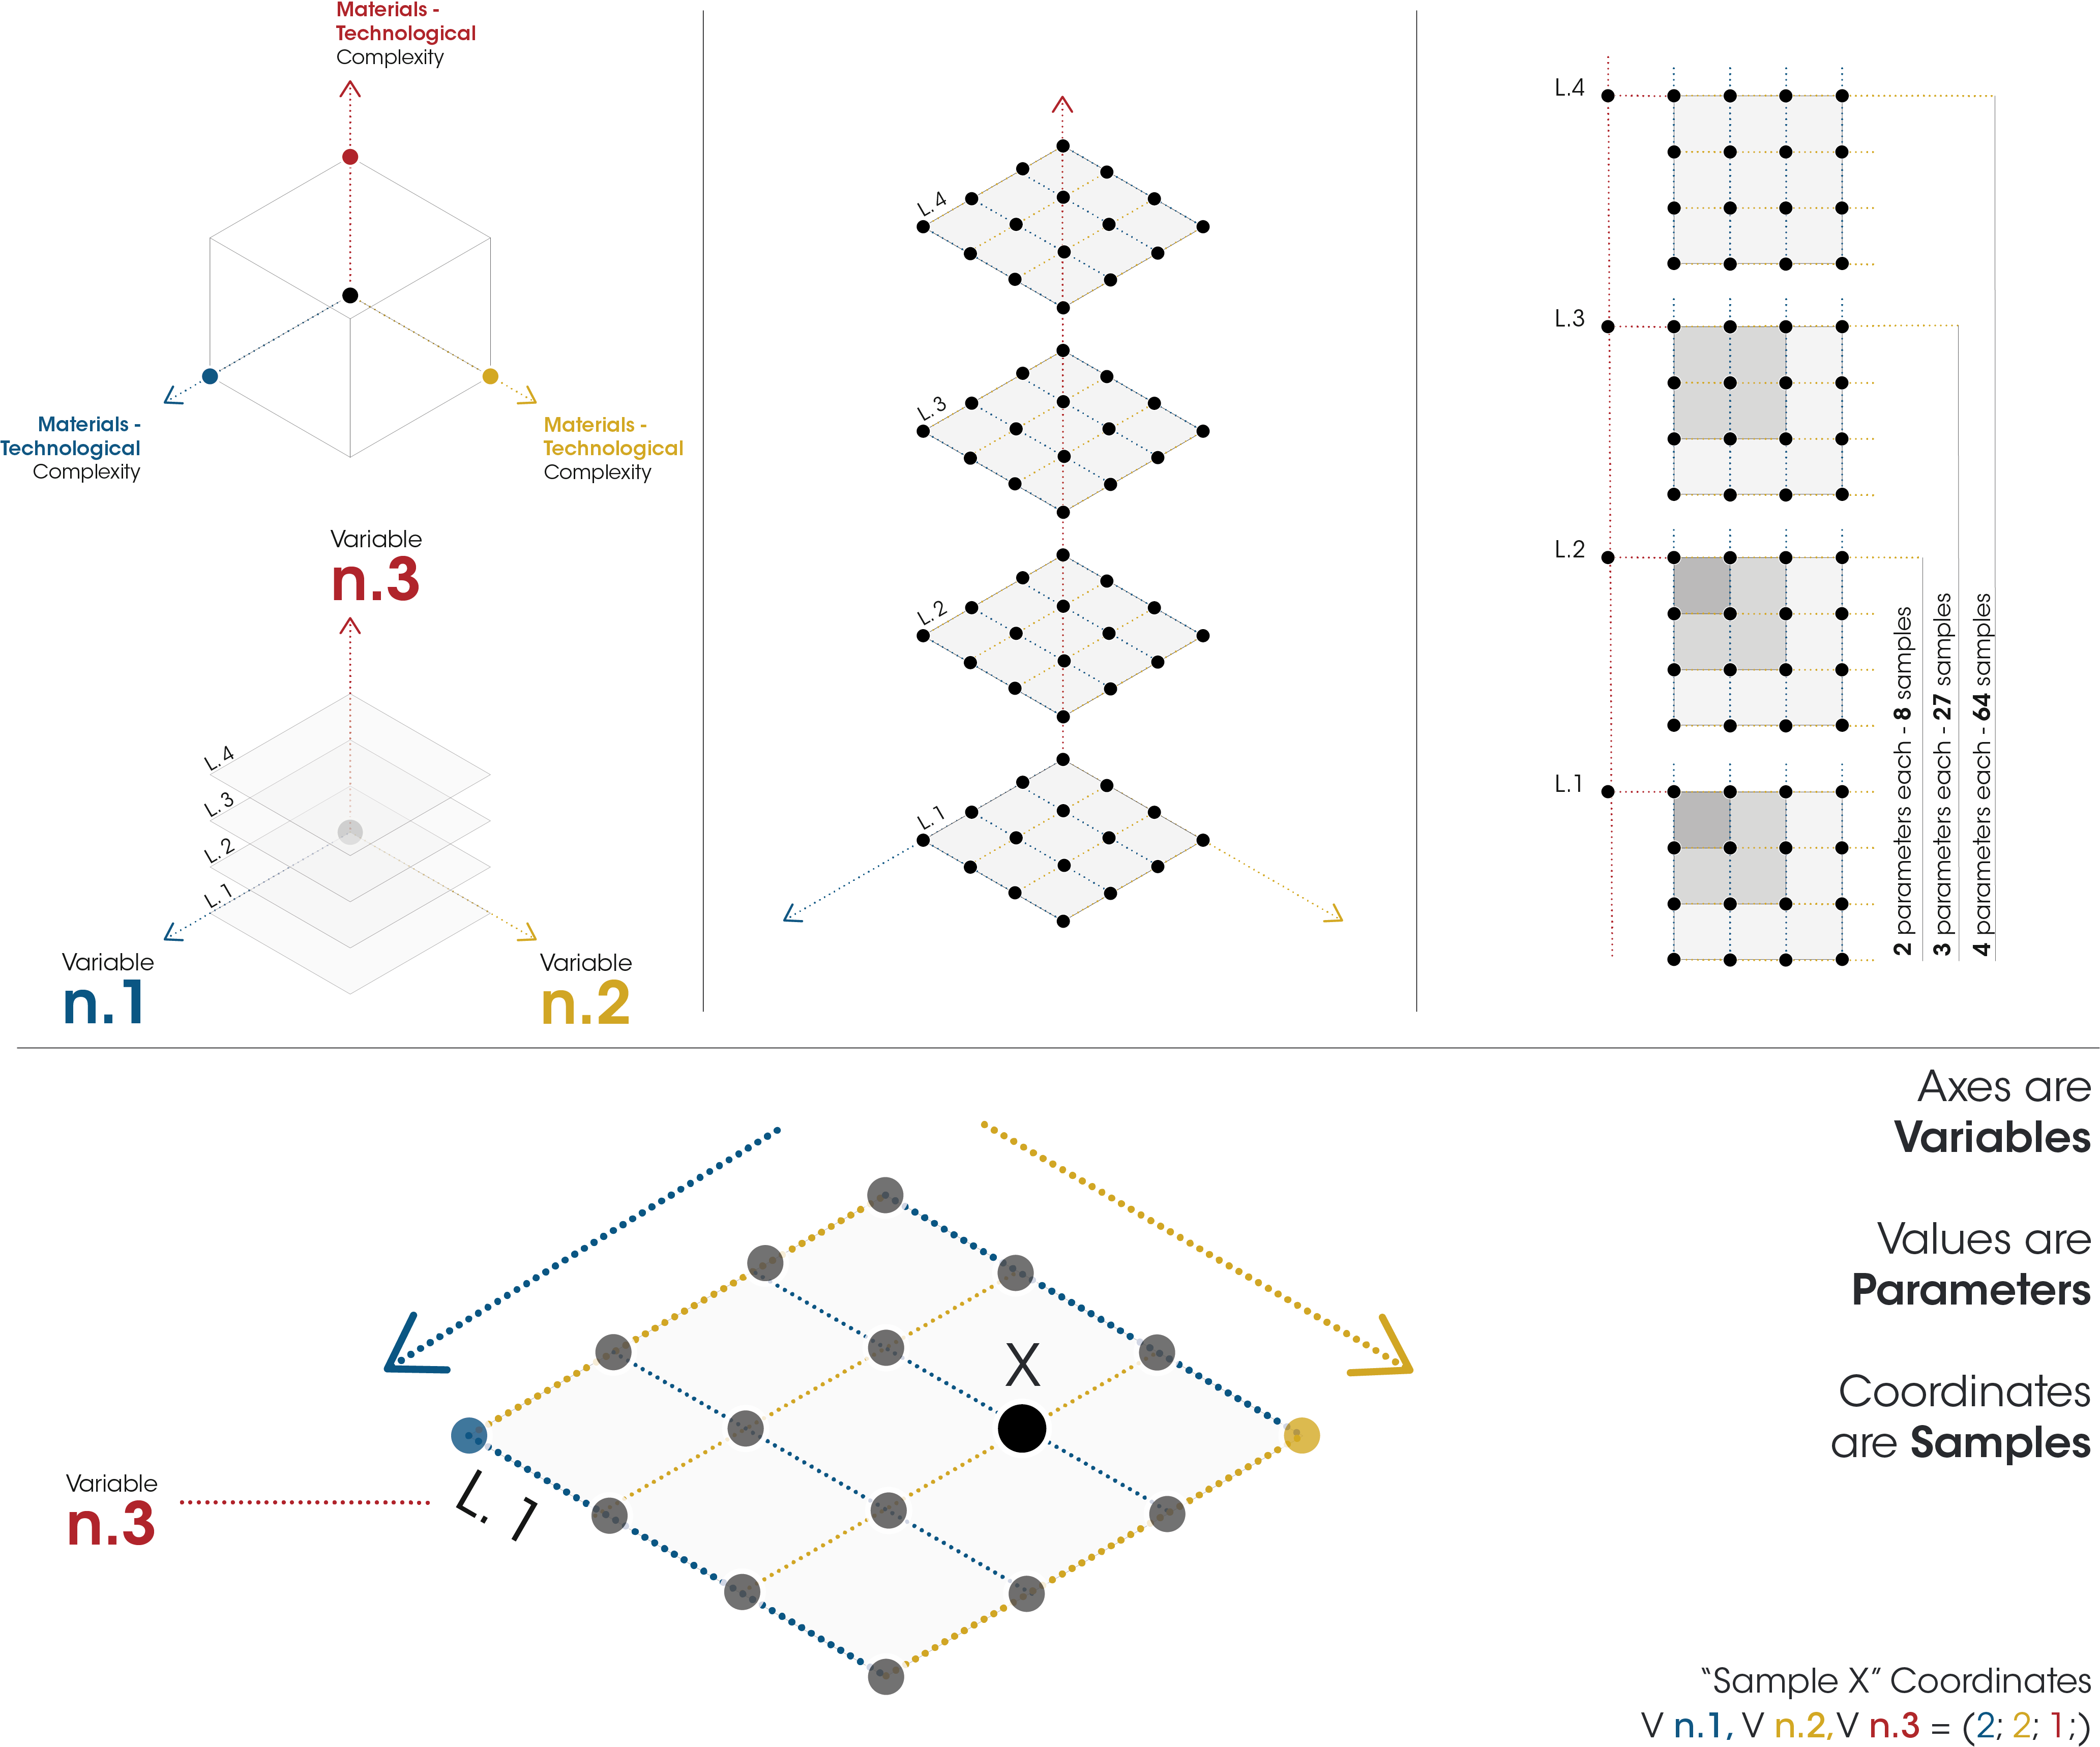 Materials -
Technological
Complexity
Materials -
Technological
Complexity
Materials -
Technological
Complexity
Variable
n.3
L.4
L.3
L.2
L.1
Variable
n.1
Variable
n.2
L.4
L.3
L.2
L.1
L.4
L.3
L.2
L.1
2 parameters each - 8 samples
3 parameters each - 27 samples
4 parameters each - 64 samples
Axes are
Variables
Values are
Parameters
Coordinates
are Samples
X
Variable
n.3
L.1
“Sample X” Coordinates
V n.1, V n.2, V n.3 = (2; 2; 1;)